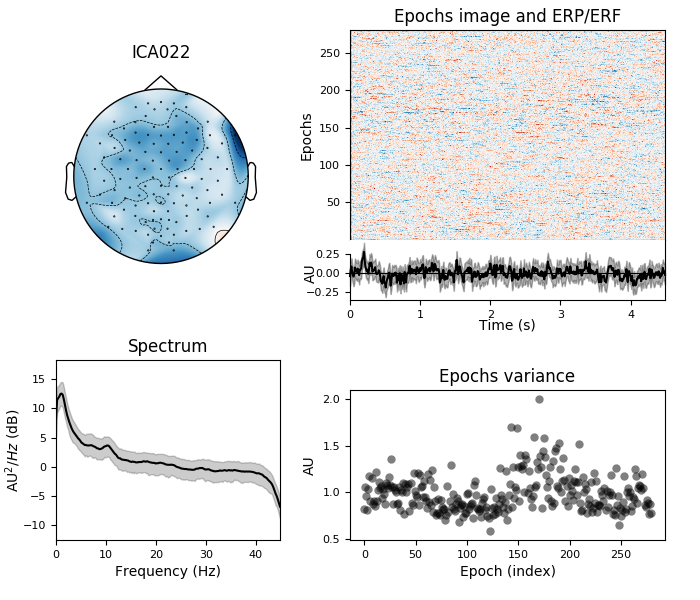 ICA022
Epochs image and ERP/ERF
Epochs
250
200
150
100
50
AU
0.25
0.00
−0.25
0 1 2 3 4
Time (s)
Spectrum
AU²/Hz (dB)
15
10
5
0
−5
−10
0 10 20 30 40
Frequency (Hz)
Epochs variance
AU
2.0
1.5
1.0
0.5
0 50 100 150 200 250
Epoch (index)